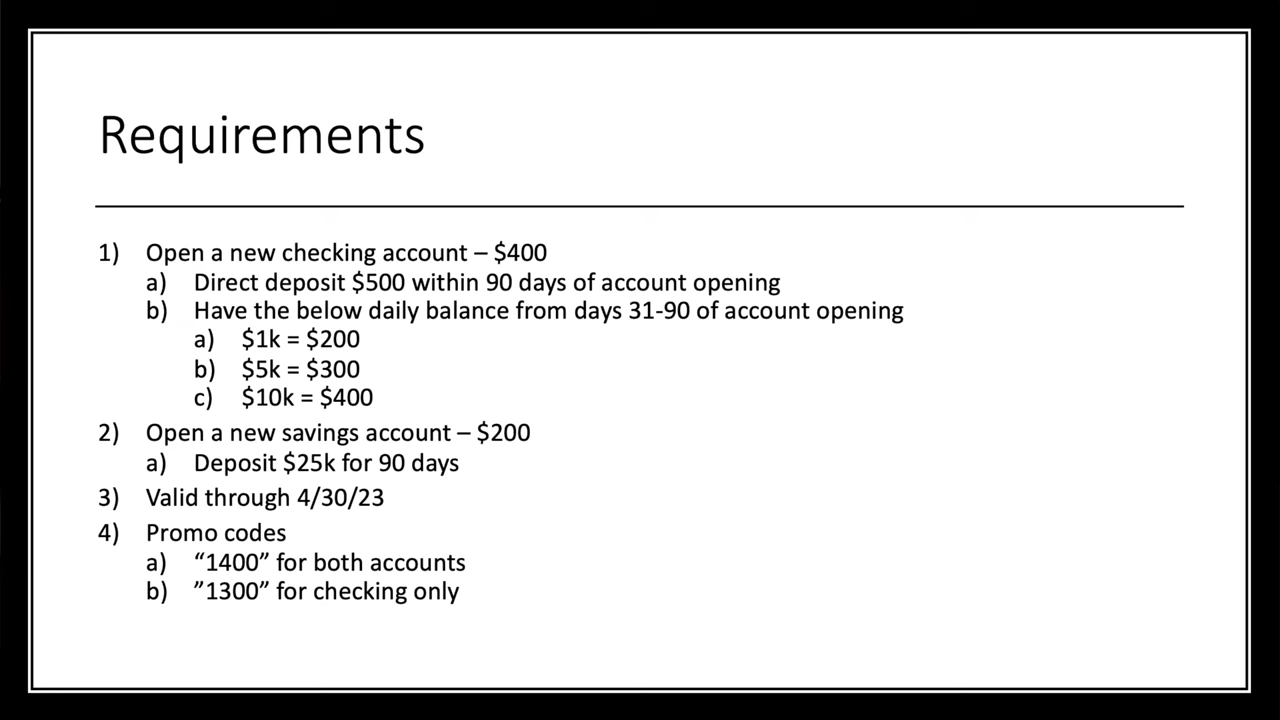 Requirements
1) Open a new checking account – $400
a) Direct deposit $500 within 90 days of account opening
b) Have the below daily balance from days 31-90 of account opening
a) $1k = $200
b) $5k = $300
c) $10k = $400
2) Open a new savings account – $200
a) Deposit $25k for 90 days
3) Valid through 4/30/23
4) Promo codes
a) “1400” for both accounts
b) ”1300” for checking only